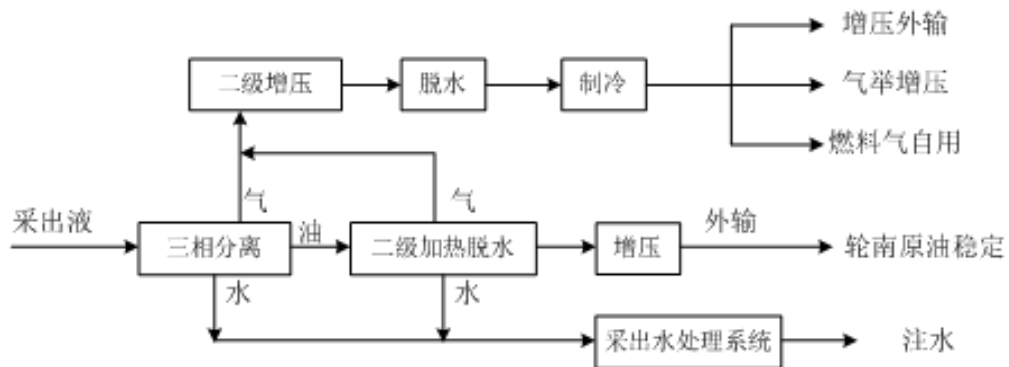 增压外输
二级增压
脱水
制冷
气举增压
燃料气自用
气
气
采出液
三相分离
油
二级加热脱水
增压
外输
轮南原油稳定
水
水
采出水处理系统
注水